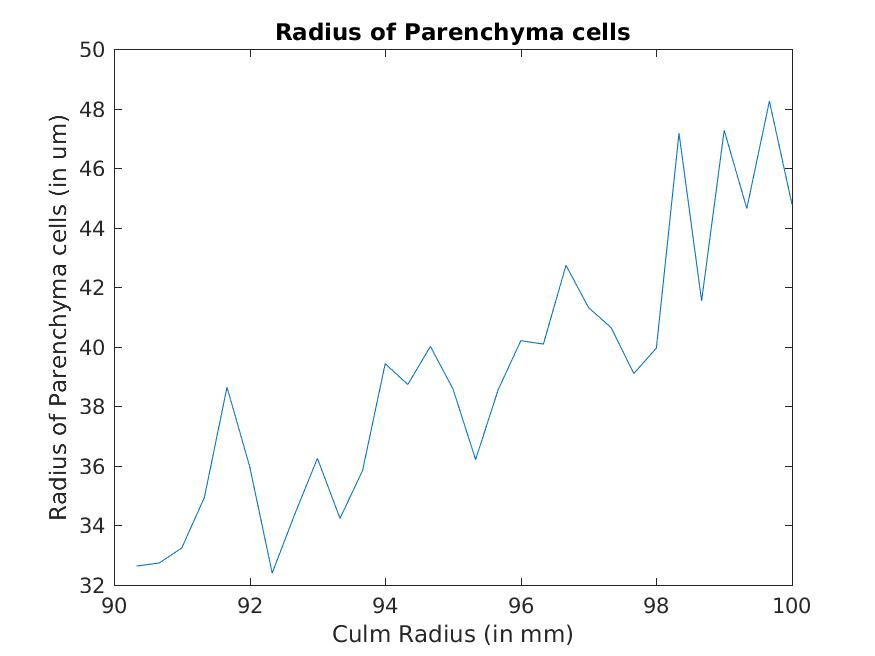 Radius of Parenchyma cells
50
48
46
44
42
40
38
36
34
32
Radius of Parenchyma cells (in um)
90 92 94 96 98 100
Culm Radius (in mm)